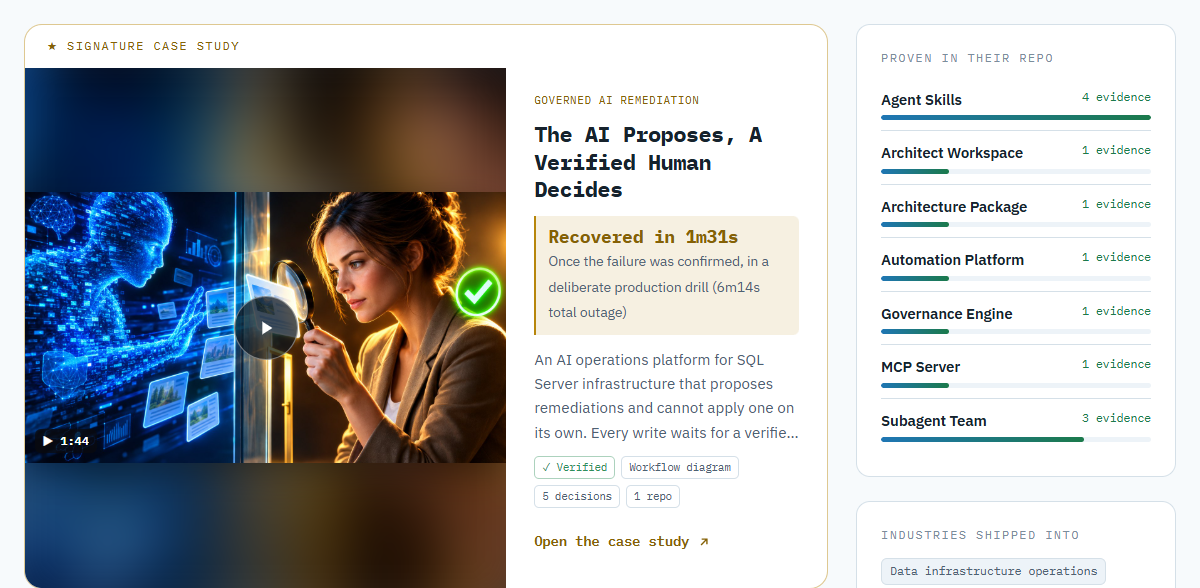 ★ SIGNATURE CASE STUDY
▶ 1:44
GOVERNED AI REMEDIATION
The AI Proposes, A
Verified Human
Decides
Recovered in 1m31s
Once the failure was confirmed, in a
deliberate production drill (6m14s
total outage)
An AI operations platform for SQL
Server infrastructure that proposes
remediations and cannot apply one on
its own. Every write waits for a verifie...
✓ Verified
Workflow diagram
5 decisions
1 repo
Open the case study ↗
PROVEN IN THEIR REPO
Agent Skills 4 evidence
Architect Workspace 1 evidence
Architecture Package 1 evidence
Automation Platform 1 evidence
Governance Engine 1 evidence
MCP Server 1 evidence
Subagent Team 3 evidence
INDUSTRIES SHIPPED INTO
Data infrastructure operations